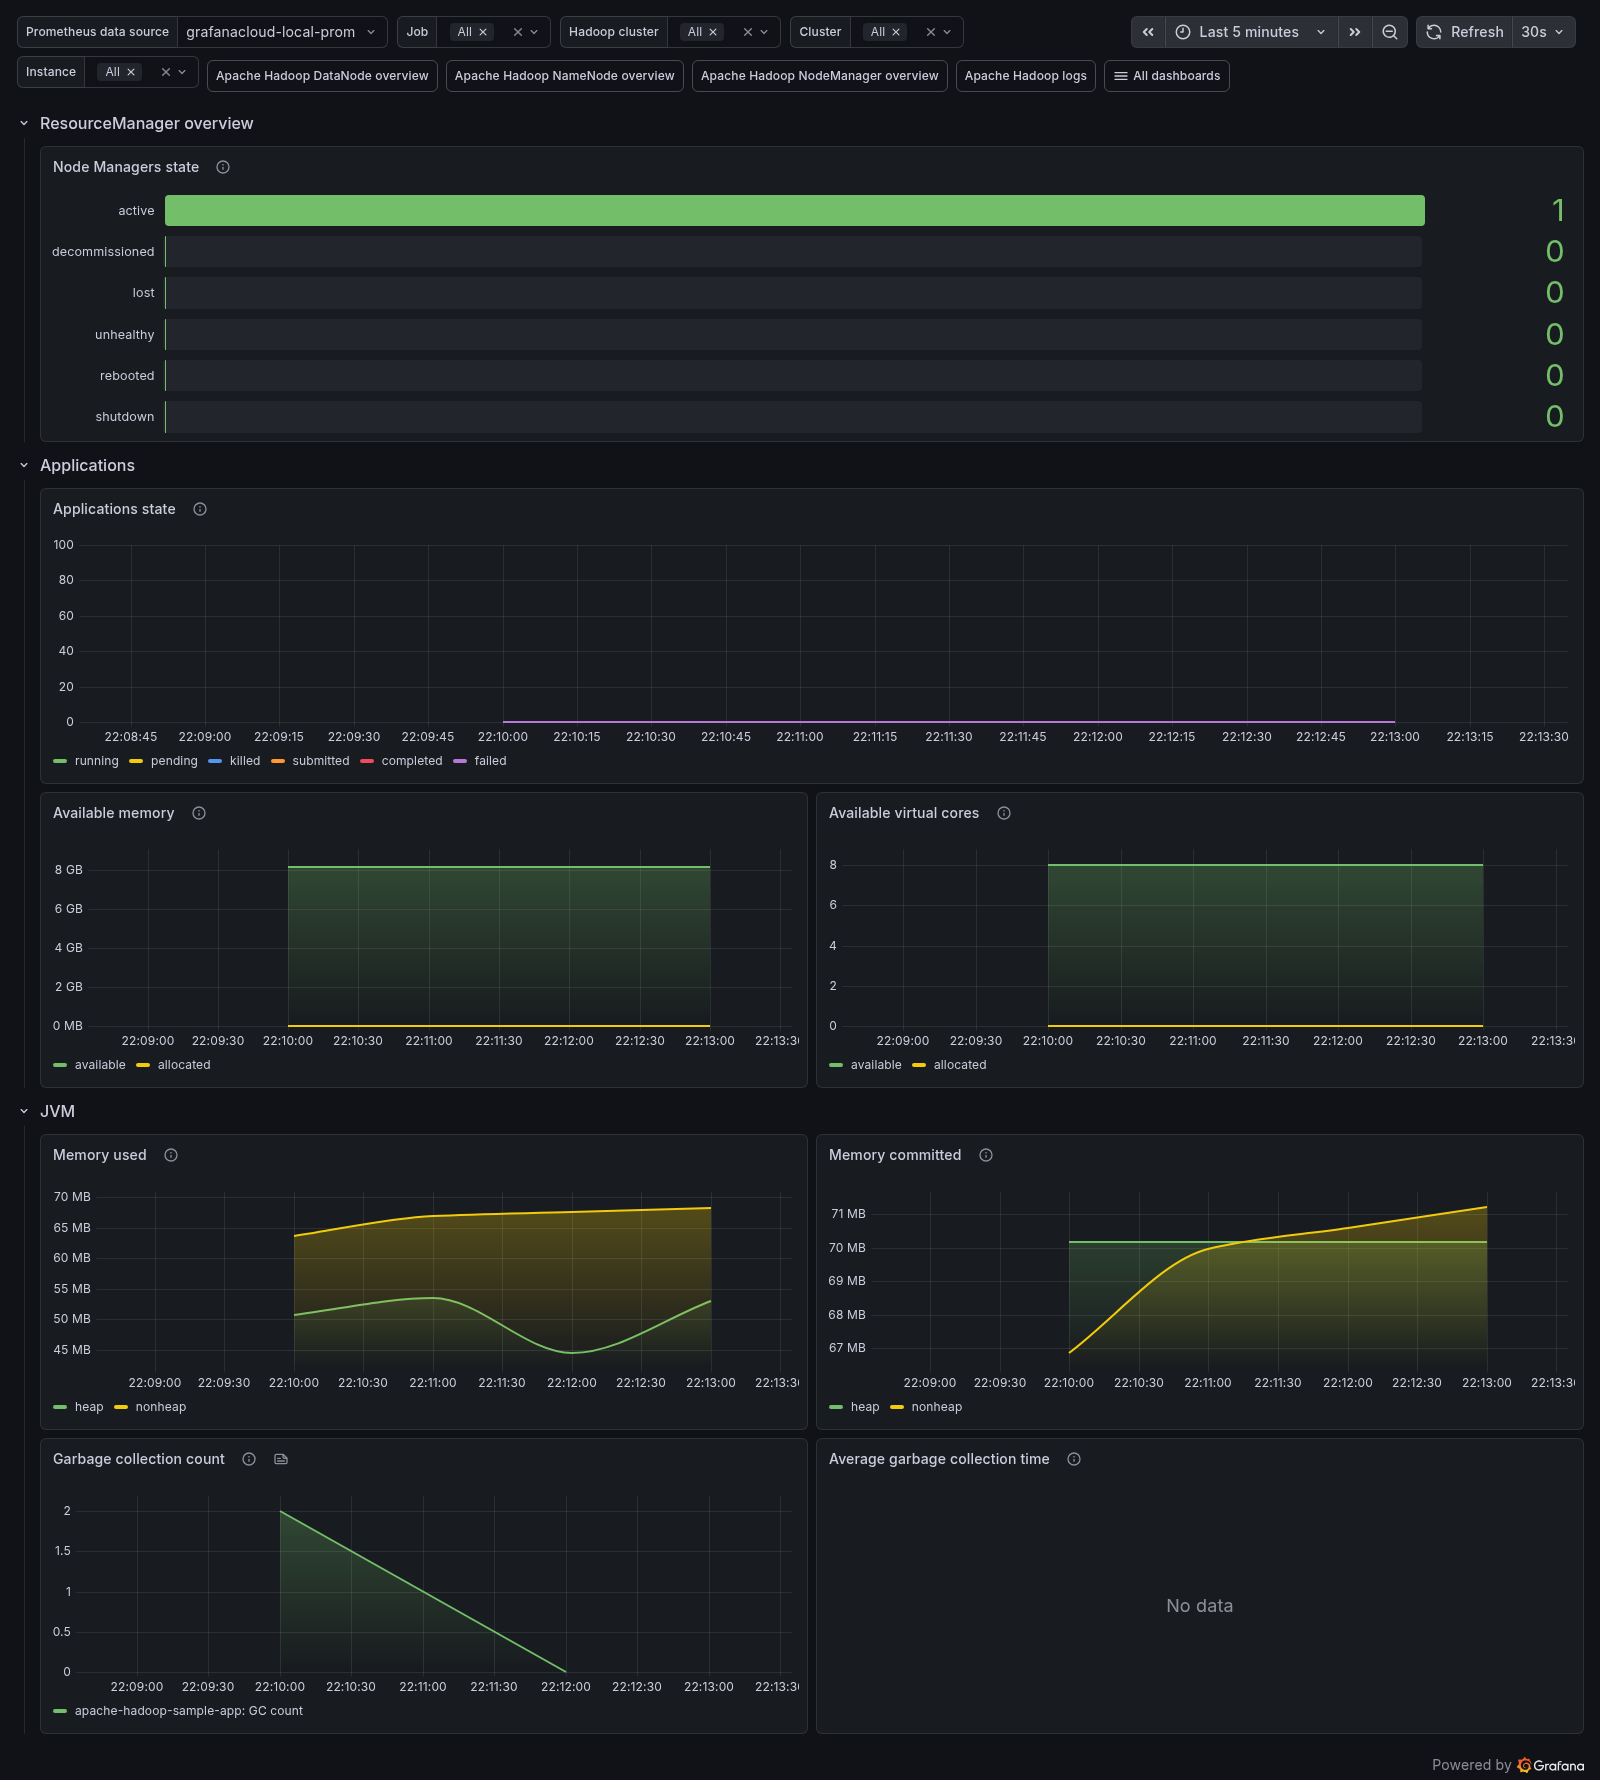 Prometheus data source grafanacloud-local-prom Job All Hadoop cluster All Cluster All Last 5 minutes Refresh 30s
Instance All Apache Hadoop DataNode overview Apache Hadoop NameNode overview Apache Hadoop NodeManager overview Apache Hadoop logs All dashboards
ResourceManager overview
Node Managers state
active 1
decommissioned 0
lost 0
unhealthy 0
rebooted 0
shutdown 0
Applications
Applications state
100
80
60
40
20
0
22:08:45 22:09:00 22:09:15 22:09:30 22:09:45 22:10:00 22:10:15 22:10:30 22:10:45 22:11:00 22:11:15 22:11:30 22:11:45 22:12:00 22:12:15 22:12:30 22:12:45 22:13:00 22:13:15 22:13:30
running pending killed submitted completed failed
Available memory
8 GB
6 GB
4 GB
2 GB
0 MB
22:09:00 22:09:30 22:10:00 22:10:30 22:11:00 22:11:30 22:12:00 22:12:30 22:13:00 22:13:3
available allocated
Available virtual cores
8
6
4
2
0
22:09:00 22:09:30 22:10:00 22:10:30 22:11:00 22:11:30 22:12:00 22:12:30 22:13:00 22:13:3
available allocated
JVM
Memory used
70 MB
65 MB
60 MB
55 MB
50 MB
45 MB
22:09:00 22:09:30 22:10:00 22:10:30 22:11:00 22:11:30 22:12:00 22:12:30 22:13:00 22:13:3
heap nonheap
Memory committed
71 MB
70 MB
69 MB
68 MB
67 MB
22:09:00 22:09:30 22:10:00 22:10:30 22:11:00 22:11:30 22:12:00 22:12:30 22:13:00 22:13:3
heap nonheap
Garbage collection count
2
1.5
1
0.5
0
22:09:00 22:09:30 22:10:00 22:10:30 22:11:00 22:11:30 22:12:00 22:12:30 22:13:00 22:13:3
apache-hadoop-sample-app: GC count
Average garbage collection time
No data
Powered by Grafana